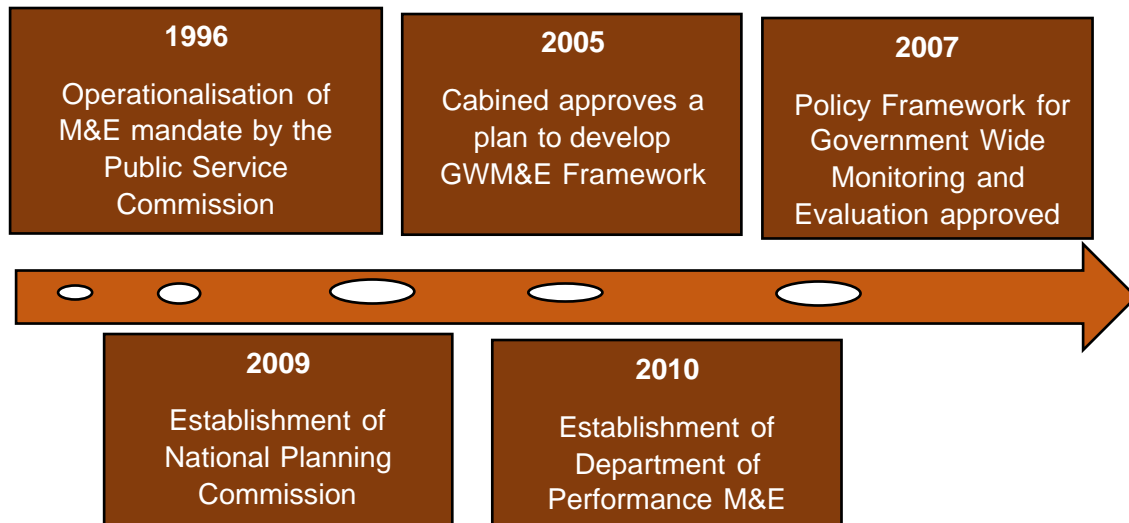 1996
Operationalisation of
M&E mandate by the
Public Service
Commission
2005
Cabined approves a
plan to develop
GWM&E Framework
2007
Policy Framework for
Government Wide
Monitoring and
Evaluation approved
2009
Establishment of
National Planning
Commission
2010
Establishment of
Department of
Performance M&E